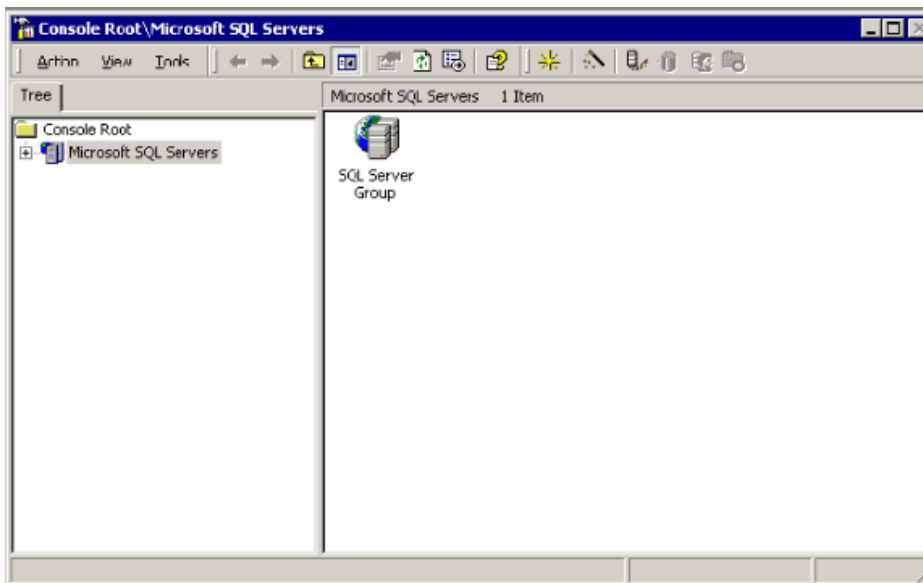 Console Root\Microsoft SQL Servers
Action View Tools
Tree
Microsoft SQL Servers 1 Item
Console Root
Microsoft SQL Servers
SQL Server
Group